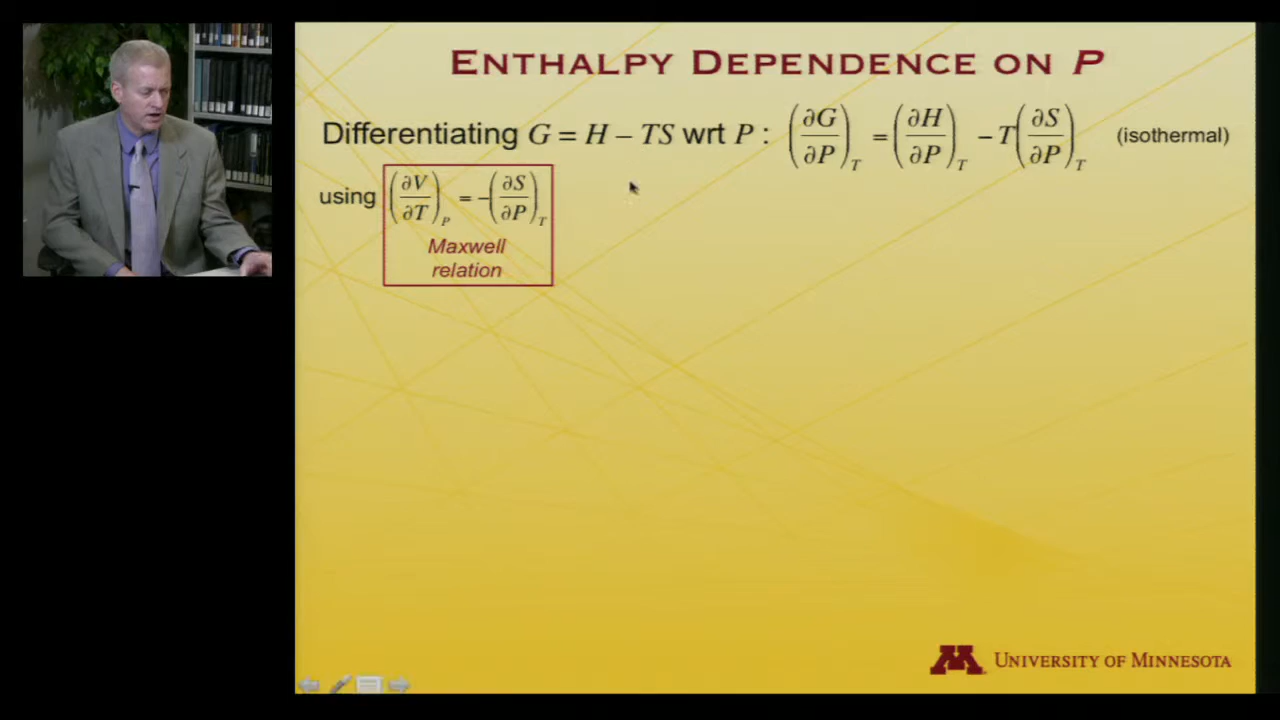 ENTHALPY DEPENDENCE ON P
Differentiating G = H – TS wrt P : (∂G/∂P)_T = (∂H/∂P)_T – T(∂S/∂P)_T (isothermal)
using (∂V/∂T)_P = –(∂S/∂P)_T
Maxwell
relation
M UNIVERSITY OF MINNESOTA